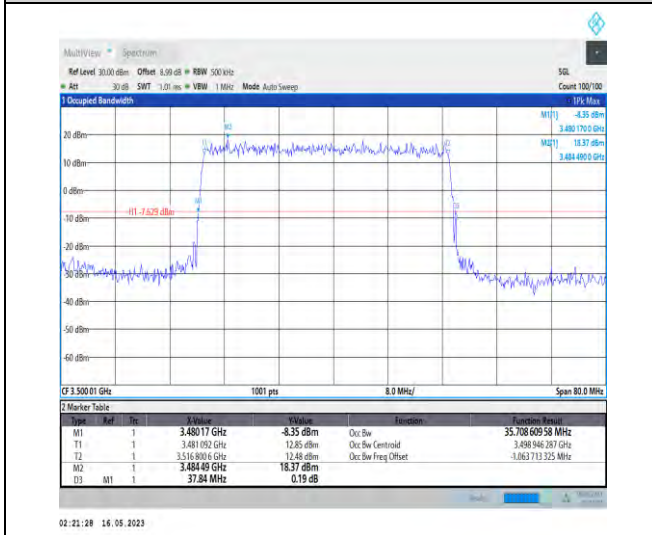 MultiView Spectrum
Ref Level 30.00 dBm Offset 8.99 dB RBW 500 kHz SGL
Att 30 dB SWT 1.01 ms VBW 1 MHz Mode Auto Sweep Count 100/100
1 Occupied Bandwidth 1Pk Max
M1[1] -8.35 dBm
3.480 170 0 GHz
M2[1] 18.37 dBm
3.484 490 0 GHz
20 dBm
10 dBm
0 dBm
H1 -7.629 dBm
-10 dBm
-20 dBm
-30 dBm
-40 dBm
-50 dBm
-60 dBm
CF 3.500 01 GHz 1001 pts 8.0 MHz/ Span 80.0 MHz
2 Marker Table
Type Ref Trc X-Value Y-Value Function Function Result
M1 1 3.480 17 GHz -8.35 dBm Occ Bw 35.708 609 58 MHz
T1 1 3.481 092 GHz 12.85 dBm Occ Bw Centroid 3.498 946 287 GHz
T2 1 3.516 800 6 GHz 12.48 dBm Occ Bw Freq Offset -1.063 713 325 MHz
M2 1 3.484 49 GHz 18.37 dBm
D3 M1 1 37.84 MHz 0.19 dB
02:21:28 16.05.2023